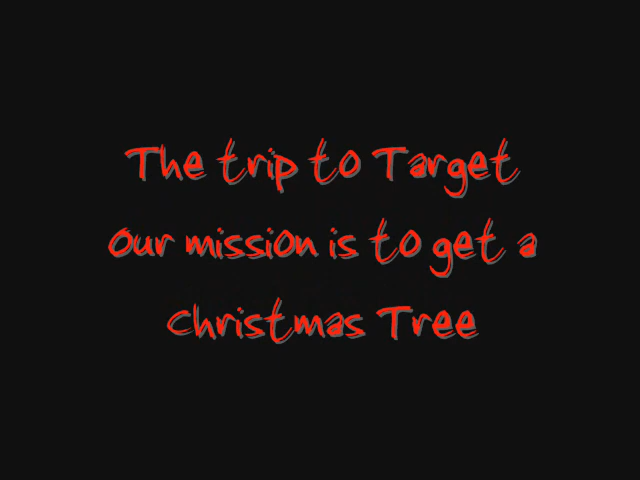 The trip to Target
Our mission is to get a
Christmas Tree